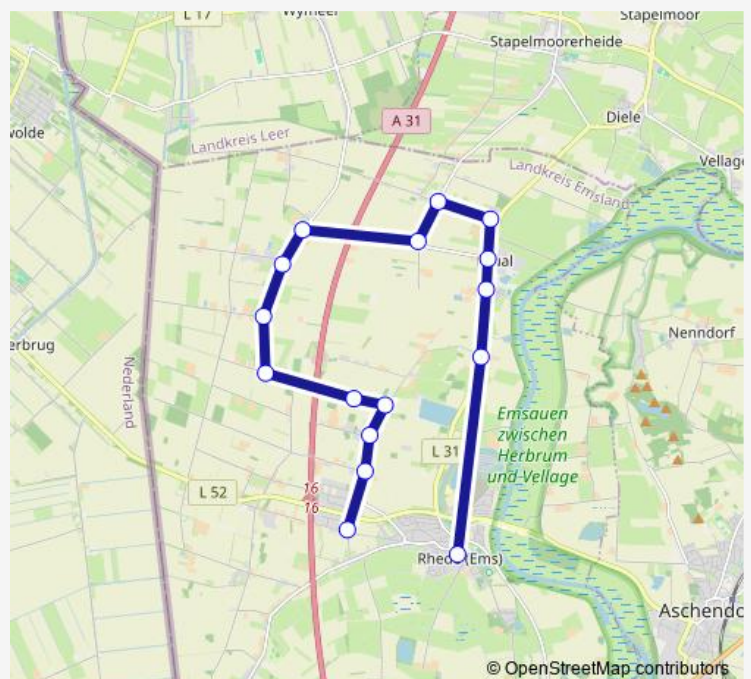 L 17
Wymeer
Stapelmoor
Stapelmoorerheide
A 31
Diele
wolde
Landkreis Leer
Landkreis Emsland
Vellage
ual
erbrug
Nederland
Nenndorf
Emsauen
zwischen
Herbrum
und Vellage
L 31
L 52
16
16
Rhede (Ems)
Aschendo
© OpenStreetMap contributors